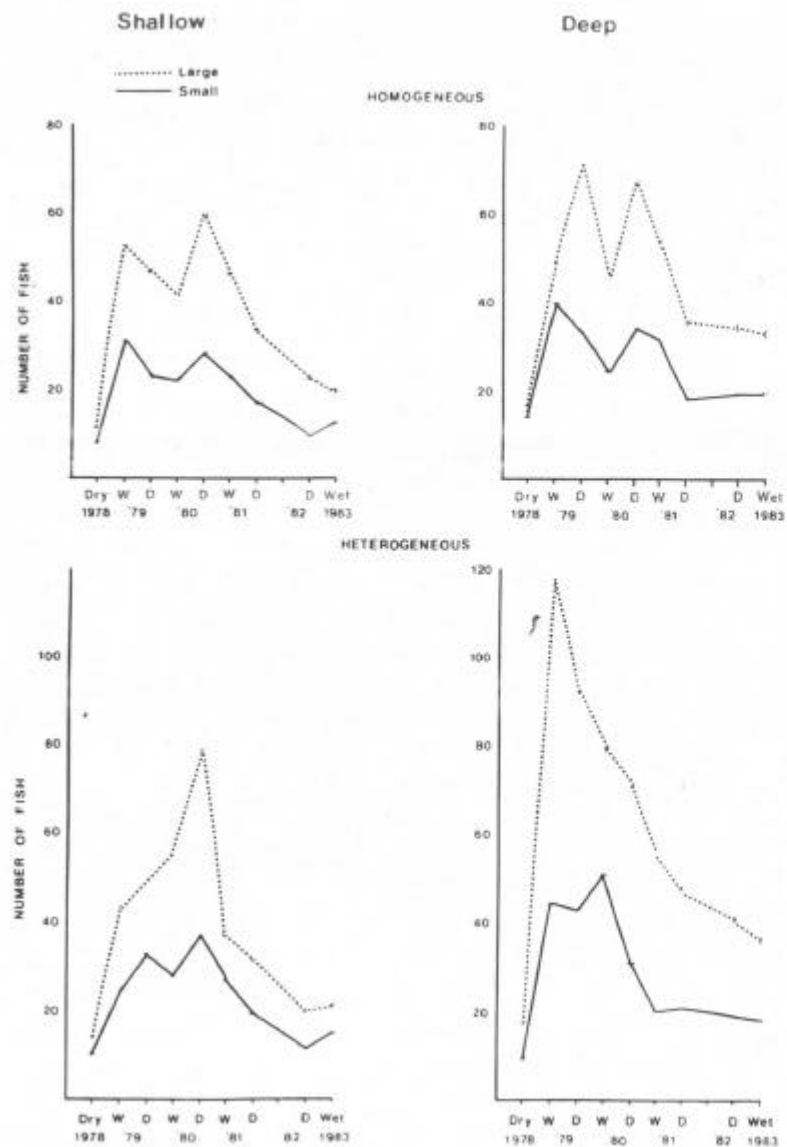 Shallow Deep
Large
Small
HOMOGENEOUS
80
60
40
20
NUMBER OF FISH
Dry W D W D W D D Wet
1978 '79 '80 '81 '82 1983
80
60
40
20
Dry W D W D W D D Wet
1978 '79 '80 '81 '82 1983
HETEROGENEOUS
100
80
60
40
20
NUMBER OF FISH
Dry W D W D W D D Wet
1978 '79 '80 '81 '82 1983
120
100
80
60
40
20
Dry W D W D W D D Wet
1978 '79 '80 '81 '82 1983